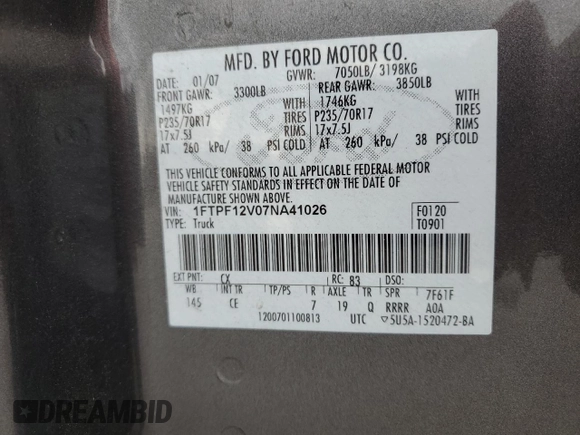 MFD. BY FORD MOTOR CO.
DATE: 01/07 GVWR: 7050LB/ 3198KG
FRONT GAWR: 3300LB REAR GAWR: 3850LB
1497KG WITH 1746KG WITH
P235/70R17 TIRES P235/70R17 TIRES
17x7.5J RIMS 17x7.5J RIMS
AT 260 kPa/ 38 PSI COLD AT 260 kPa/ 38 PSI COLD
Ford
THIS VEHICLE CONFORMS TO ALL APPLICABLE FEDERAL MOTOR
VEHICLE SAFETY STANDARDS IN EFFECT ON THE DATE OF
MANUFACTURE SHOWN ABOVE.
VIN: 1FTPF12V07NA41026 F0120
TYPE: Truck T0901
EXT PNT: CX RC: 83 DSO:
WB INT TR TP/PS R AXLE TR SPR 7F61F
145 CE 7 19 Q RRRR AOA
1200701100813 UTC ▽5U5A-1520472-BA
DREAMBID